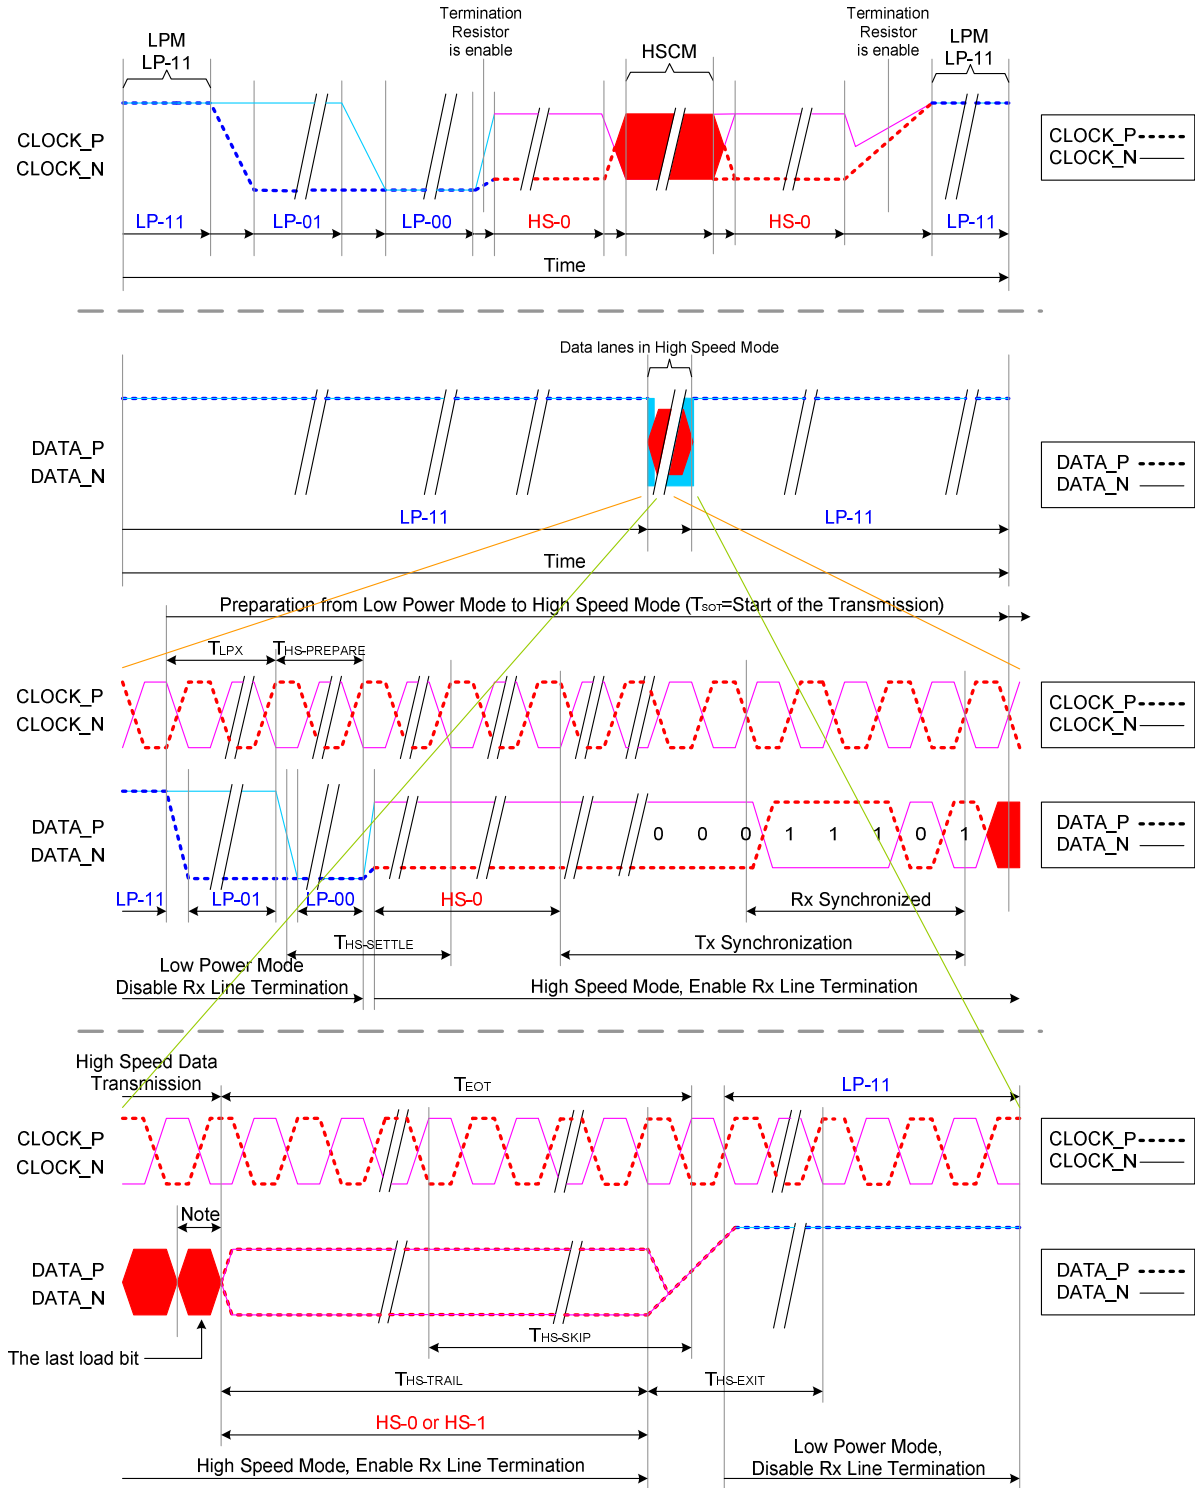 Termination
Resistor
is enable
Termination
Resistor
is enable
LPM
LP-11
HSCM
LPM
LP-11
CLOCK_P
CLOCK_N
CLOCK_P
CLOCK_N
LP-11
LP-01
LP-00
HS-0
HS-0
LP-11
Time
Data lanes in High Speed Mode
DATA_P
DATA_N
DATA_P
DATA_N
LP-11
LP-11
Time
Preparation from Low Power Mode to High Speed Mode (TSOT=Start of the Transmission)
TLPX
THS-PREPARE
CLOCK_P
CLOCK_N
CLOCK_P
CLOCK_N
DATA_P
DATA_N
0 0 0 1 1 1 0 1
DATA_P
DATA_N
LP-11
LP-01
LP-00
HS-0
Rx Synchronized
THS-SETTLE
Tx Synchronization
Low Power Mode
Disable Rx Line Termination
High Speed Mode, Enable Rx Line Termination
High Speed Data
Transmission
TEOT
LP-11
CLOCK_P
CLOCK_N
CLOCK_P
CLOCK_N
Note
DATA_P
DATA_N
DATA_P
DATA_N
THS-SKIP
The last load bit
THS-TRAIL
THS-EXIT
HS-0 or HS-1
Low Power Mode,
Disable Rx Line Termination
High Speed Mode, Enable Rx Line Termination